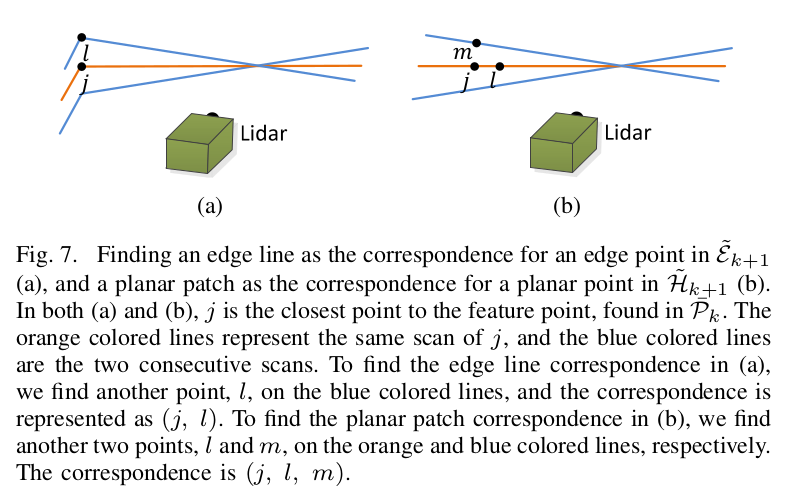 l
j
Lidar
(a)
m
j l
Lidar
(b)
Fig. 7. Finding an edge line as the correspondence for an edge point in $\tilde{\mathcal{E}}_{k+1}$
(a), and a planar patch as the correspondence for a planar point in $\tilde{\mathcal{H}}_{k+1}$ (b).
In both (a) and (b), j is the closest point to the feature point, found in $\bar{\mathcal{P}}_k$. The
orange colored lines represent the same scan of j, and the blue colored lines
are the two consecutive scans. To find the edge line correspondence in (a),
we find another point, l, on the blue colored lines, and the correspondence is
represented as (j, l). To find the planar patch correspondence in (b), we find
another two points, l and m, on the orange and blue colored lines, respectively.
The correspondence is (j, l, m).